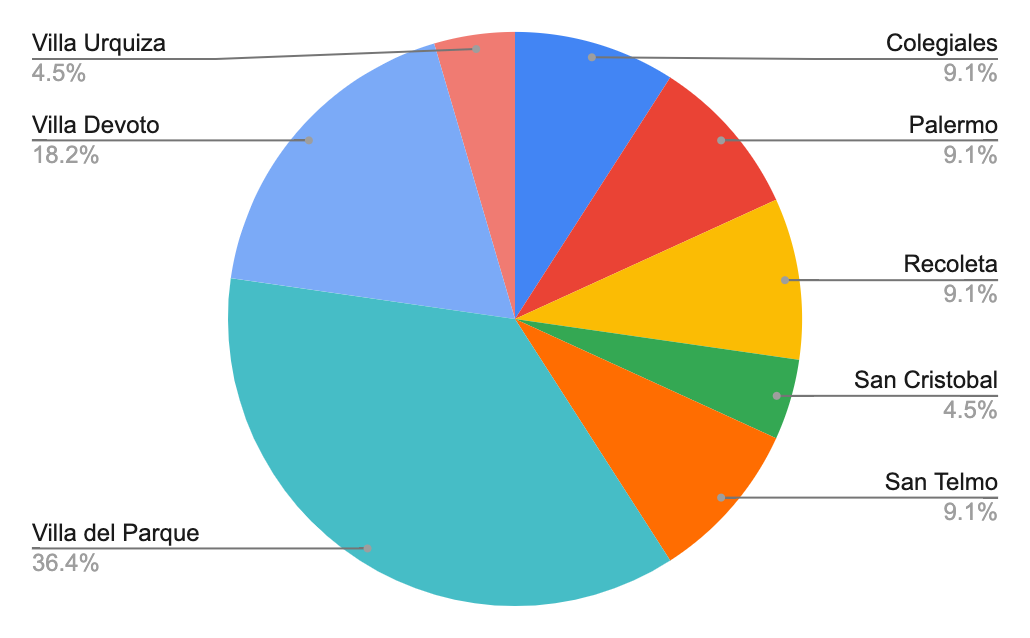 Villa Urquiza
4.5%
Villa Devoto
18.2%
Villa del Parque
36.4%
Colegiales
9.1%
Palermo
9.1%
Recoleta
9.1%
San Cristobal
4.5%
San Telmo
9.1%